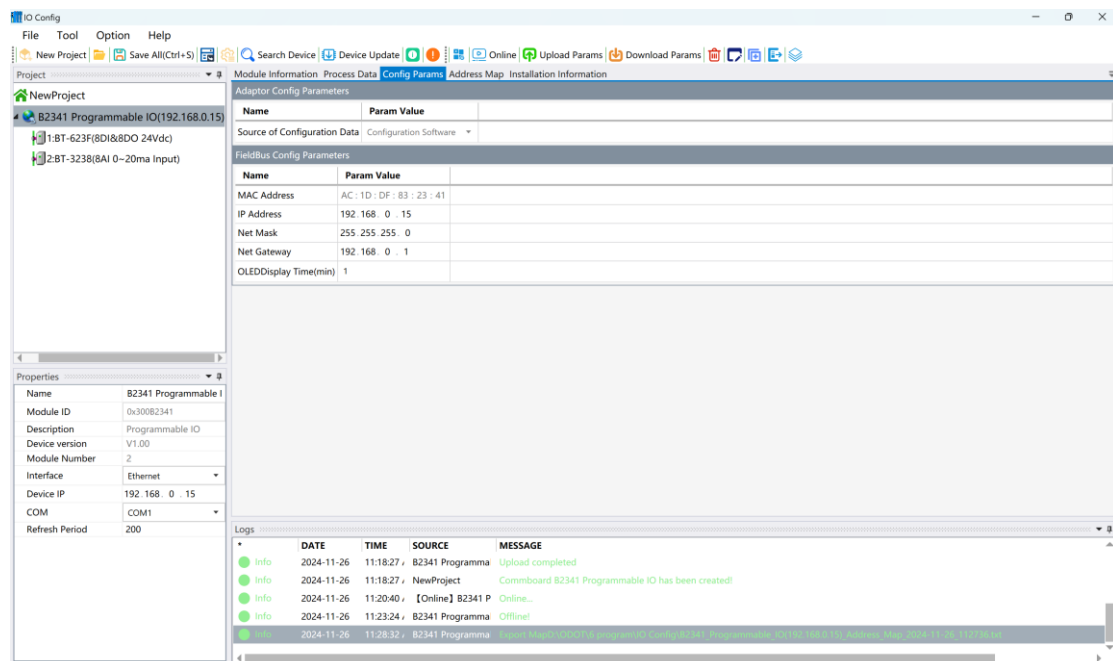 IO Config
File Tool Option Help
New Project Save All(Ctrl+S) Search Device Device Update Online Upload Params Download Params
Project
NewProject
B2341 Programmable IO(192.168.0.15)
1:BT-623F(8DI&8DO 24Vdc)
2:BT-3238(8AI 0~20ma Input)
Module Information Process Data Config Params Address Map Installation Information
Adaptor Config Parameters
Name Param Value
Source of Configuration Data Configuration Software
FieldBus Config Parameters
Name Param Value
MAC Address AC : 1D : DF : 83 : 23 : 41
IP Address 192 . 168 . 0 . 15
Net Mask 255 . 255 . 255 . 0
Net Gateway 192 . 168 . 0 . 1
OLEDDisplay Time(min) 1
Properties
Name B2341 Programmable I
Module ID 0x300B2341
Description Programmable IO
Device version V1.00
Module Number 2
Interface Ethernet
Device IP 192 . 168 . 0 . 15
COM COM1
Refresh Period 200
Logs
* DATE TIME SOURCE MESSAGE
Info 2024-11-26 11:18:27 B2341 Programma Upload completed
Info 2024-11-26 11:18:27 NewProject Commboard B2341 Programmable IO has been created!
Info 2024-11-26 11:20:40 【Online】B2341 P Online...
Info 2024-11-26 11:23:24 B2341 Programma Offline!
Info 2024-11-26 11:28:32 B2341 Programma Export MapD:\ODOT\6 program\IO Config\B2341_Programmable_IO(192.168.0.15)_Address_Map_2024-11-26_112736.txt